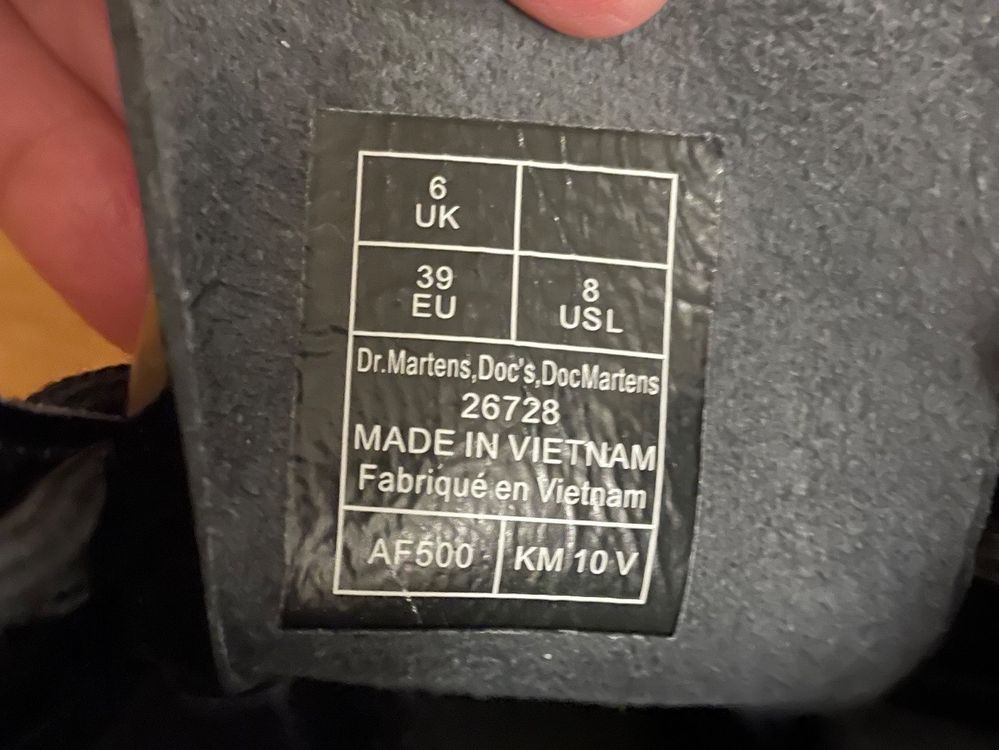 6
UK
39
EU
8
USL
Dr.Martens,Doc's,DocMartens
26728
MADE IN VIETNAM
Fabriqué en Vietnam
AF500
KM 10 V